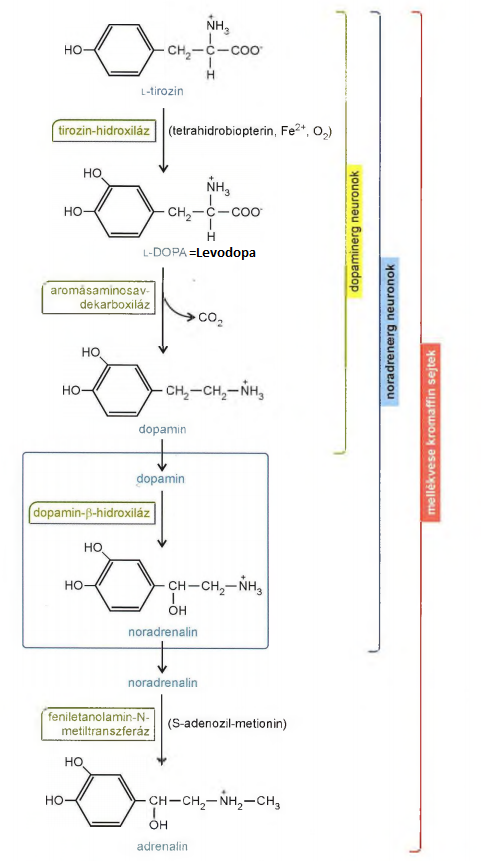 HO
CH₂
+
NH₃
C
COO⁻
H
L-tirozin
tirozin-hidroxiláz
(tetrahidrobiopterin, Fe²⁺, O₂)
HO
HO
CH₂
+
NH₃
C
COO⁻
H
L-DOPA =Levodopa
aromásaminosav-
dekarboxiláz
CO₂
HO
HO
CH₂
CH₂
+
NH₃
dopamin
dopamin
dopamin-β-hidroxiláz
HO
HO
CH
CH₂
+
NH₃
OH
noradrenalin
noradrenalin
feniletanolamin-N-
metiltranszferáz
(S-adenozil-metionin)
HO
HO
CH
CH₂
+
NH₂
CH₃
OH
adrenalin
dopaminerg neuronok
noradrenerg neuronok
mellékvese kromaffin sejtek